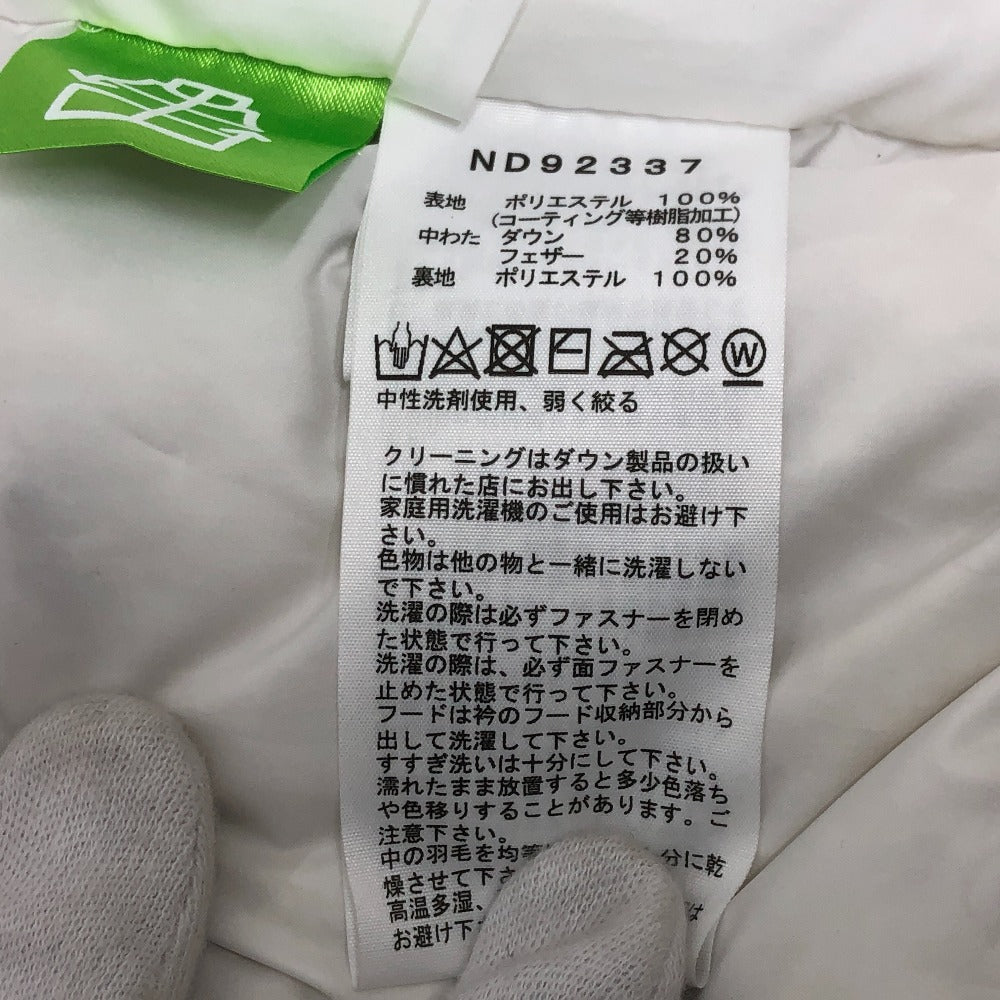 ND92337
表地 ポリエステル 100%
(コーティング等樹脂加工)
中わた ダウン 80%
フェザー 20%
裏地 ポリエステル 100%
W
中性洗剤使用、弱く絞る
クリーニングはダウン製品の扱い
に慣れた店にお出し下さい。
家庭用洗濯機のご使用はお避け下
さい。
色物は他の物と一緒に洗濯しない
で下さい。
洗濯の際は必ずファスナーを閉め
た状態で行って下さい。
洗濯の際は、必ず面ファスナーを
止めた状態で行って下さい。
フードは衿のフード収納部分から
出して洗濯して下さい。
すすぎ洗いは十分にして下さい。
濡れたまま放置すると多少色落ち
や色移りすることがあります。ご
注意下さい。
中の羽毛を均等 分に乾
燥させて下さ
高温多湿、 は
お避け下